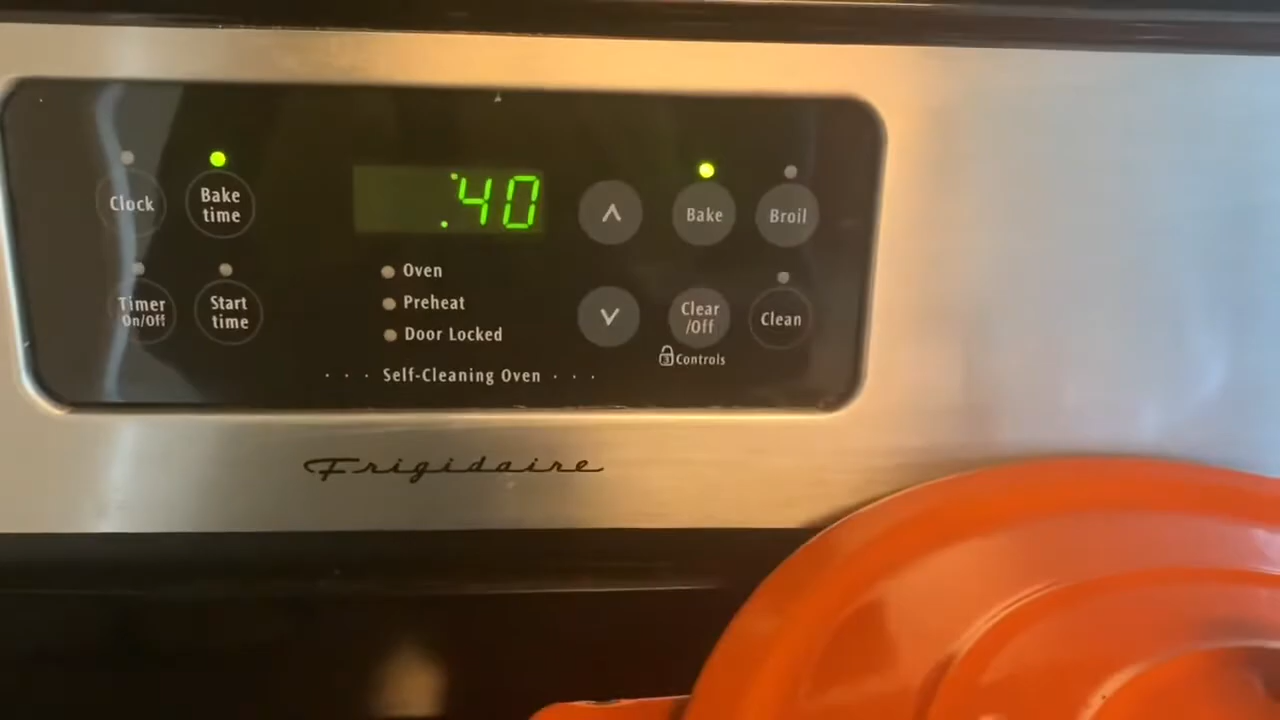 Clock
Bake
time
:40
Bake
Broil
Timer
On/Off
Start
time
Oven
Preheat
Door Locked
Clear
/Off
Clean
Controls
· · · Self-Cleaning Oven · · ·
Frigidaire